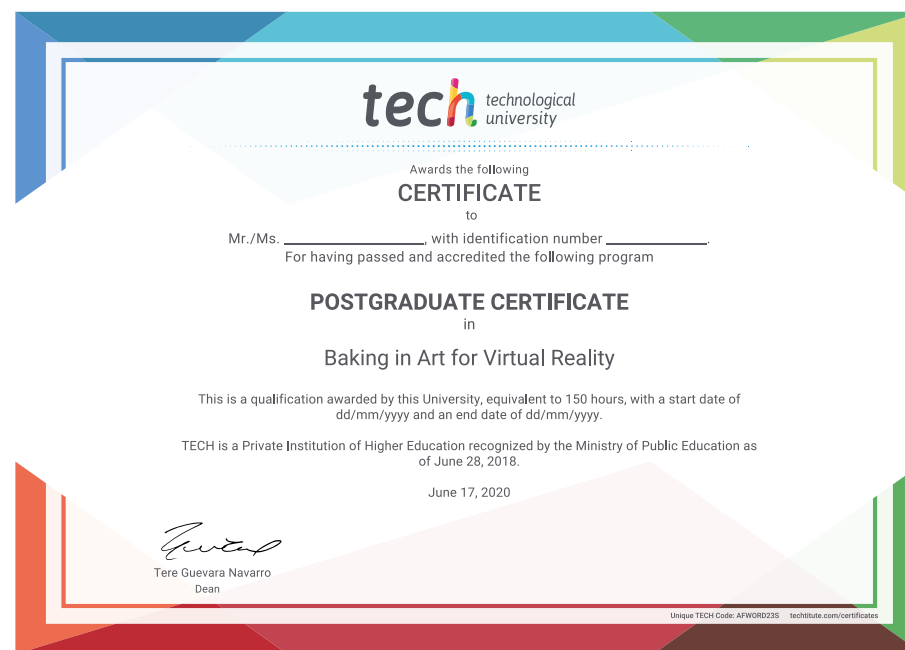 tech technological
university
Awards the following
CERTIFICATE
to
Mr./Ms. ____________________, with identification number ______________.
For having passed and accredited the following program
POSTGRADUATE CERTIFICATE
in
Baking in Art for Virtual Reality
This is a qualification awarded by this University, equivalent to 150 hours, with a start date of
dd/mm/yyyy and an end date of dd/mm/yyyy.
TECH is a Private Institution of Higher Education recognized by the Ministry of Public Education as
of June 28, 2018.
June 17, 2020
Tere Guevara Navarro
Dean
Unique TECH Code: AFWORD23S techtitute.com/certificates